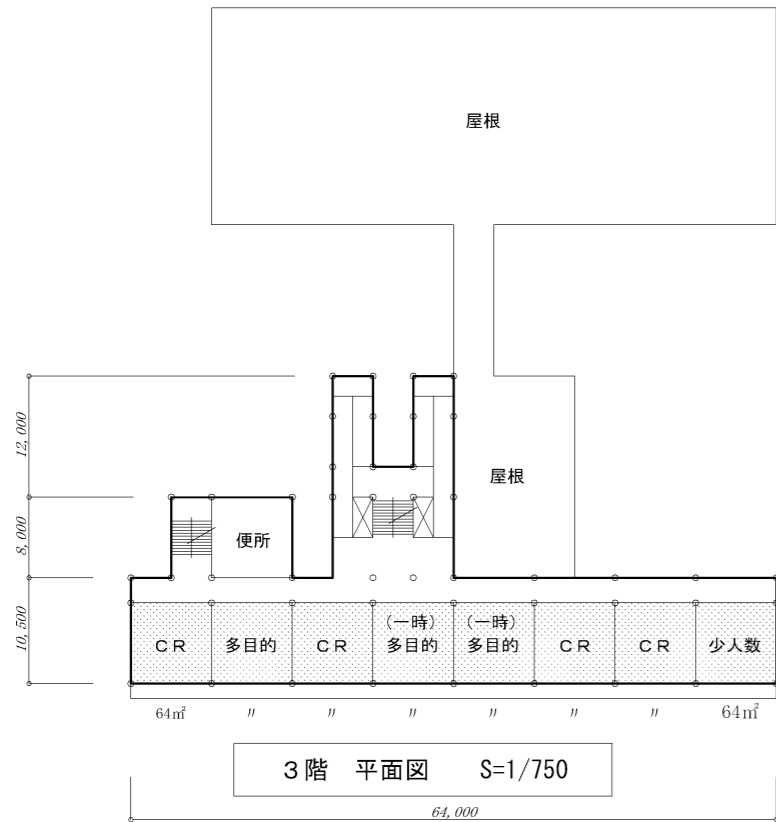 屋根
12,000
屋根
8,000
便所
10,500
(一時) (一時)
CR 多目的 CR 多目的 多目的 CR CR 少人数
64㎡ 〃 〃 〃 〃 〃 〃 64㎡
3階 平面図 S=1/750
64,000